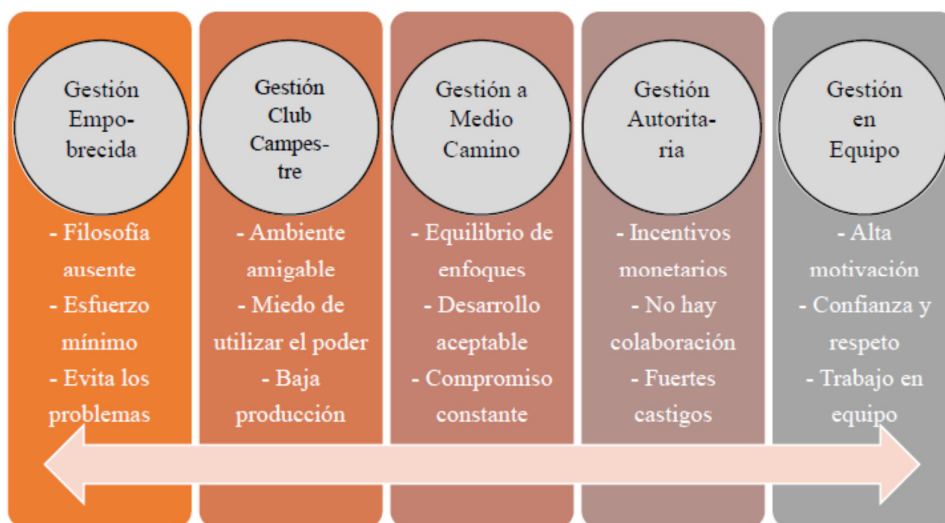 Gestión
Empo-
brecida
- Filosofía
ausente
- Esfuerzo
mínimo
- Evita los
problemas
Gestión
Club
Campes-
tre
- Ambiente
amigable
- Miedo de
utilizar el poder
- Baja
producción
Gestión a
Medio
Camino
- Equilibrio de
enfoques
- Desarrollo
aceptable
- Compromiso
constante
Gestión
Autorita-
ria
- Incentivos
monetarios
- No hay
colaboración
- Fuertes
castigos
Gestión
en
Equipo
- Alta
motivación
- Confianza y
respeto
- Trabajo en
equipo